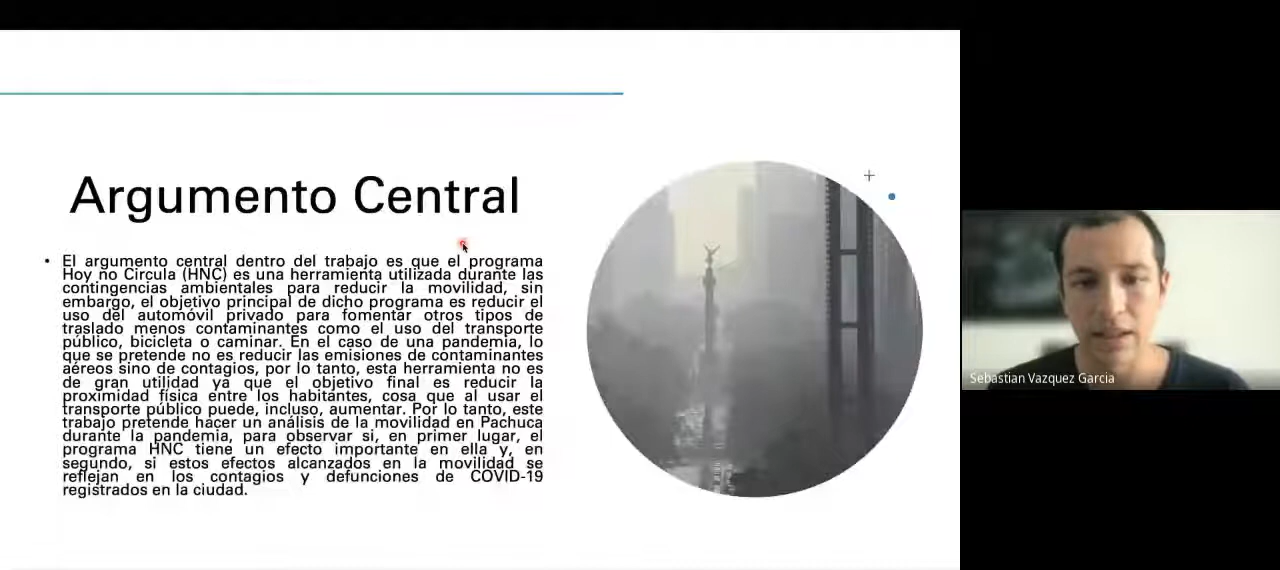 Argumento Central
• El argumento central dentro del trabajo es que el programa
Hoy no Circula (HNC) es una herramienta utilizada durante las
contingencias ambientales para reducir la movilidad, sin
embargo, el objetivo principal de dicho programa es reducir el
uso del automóvil privado para fomentar otros tipos de
traslado menos contaminantes como el uso del transporte
público, bicicleta o caminar. En el caso de una pandemia, lo
que se pretende no es reducir las emisiones de contaminantes
aéreos sino de contagios, por lo tanto, esta herramienta no es
de gran utilidad ya que el objetivo final es reducir la
proximidad física entre los habitantes, cosa que al usar el
transporte público puede, incluso, aumentar. Por lo tanto, este
trabajo pretende hacer un análisis de la movilidad en Pachuca
durante la pandemia, para observar si, en primer lugar, el
programa HNC tiene un efecto importante en ella y, en
segundo, si estos efectos alcanzados en la movilidad se
reflejan en los contagios y defunciones de COVID-19
registrados en la ciudad.
Sebastian Vazquez Garcia